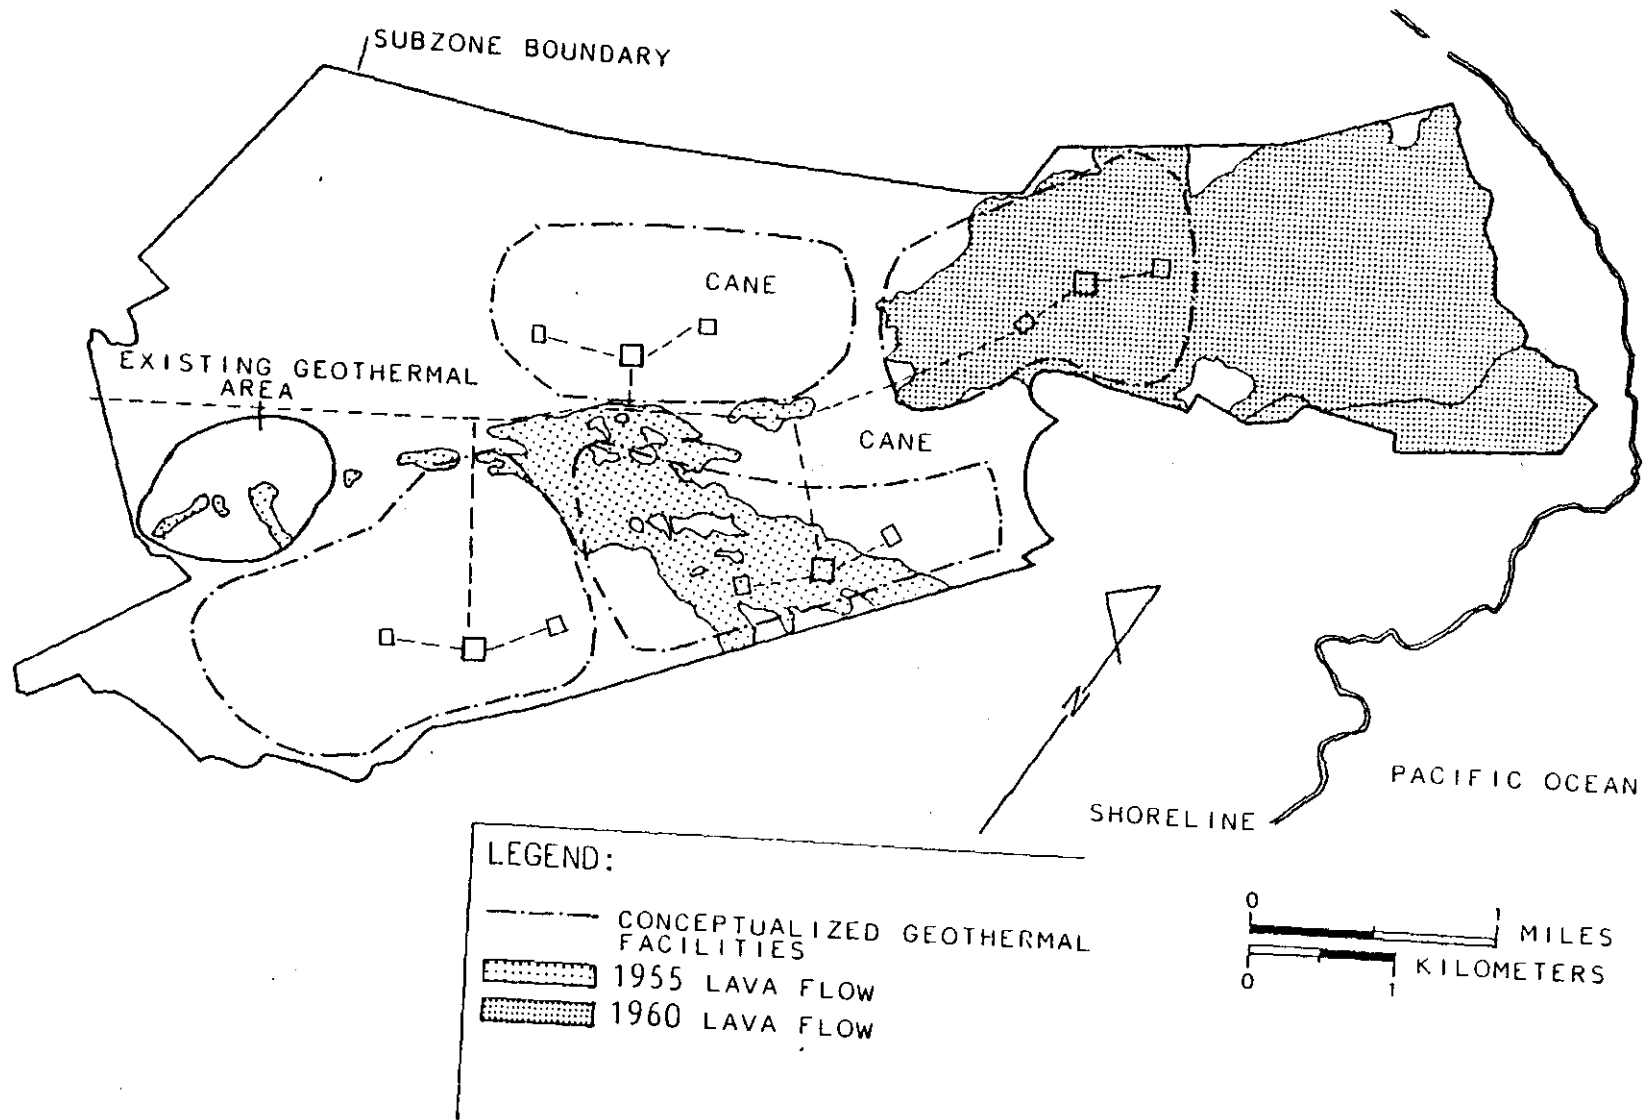 SUBZONE BOUNDARY
CANE
EXISTING GEOTHERMAL
AREA
CANE
N
PACIFIC OCEAN
SHORELINE
LEGEND:
CONCEPTUALIZED GEOTHERMAL
FACILITIES
1955 LAVA FLOW
1960 LAVA FLOW
0 1
MILES
KILOMETERS
0 1